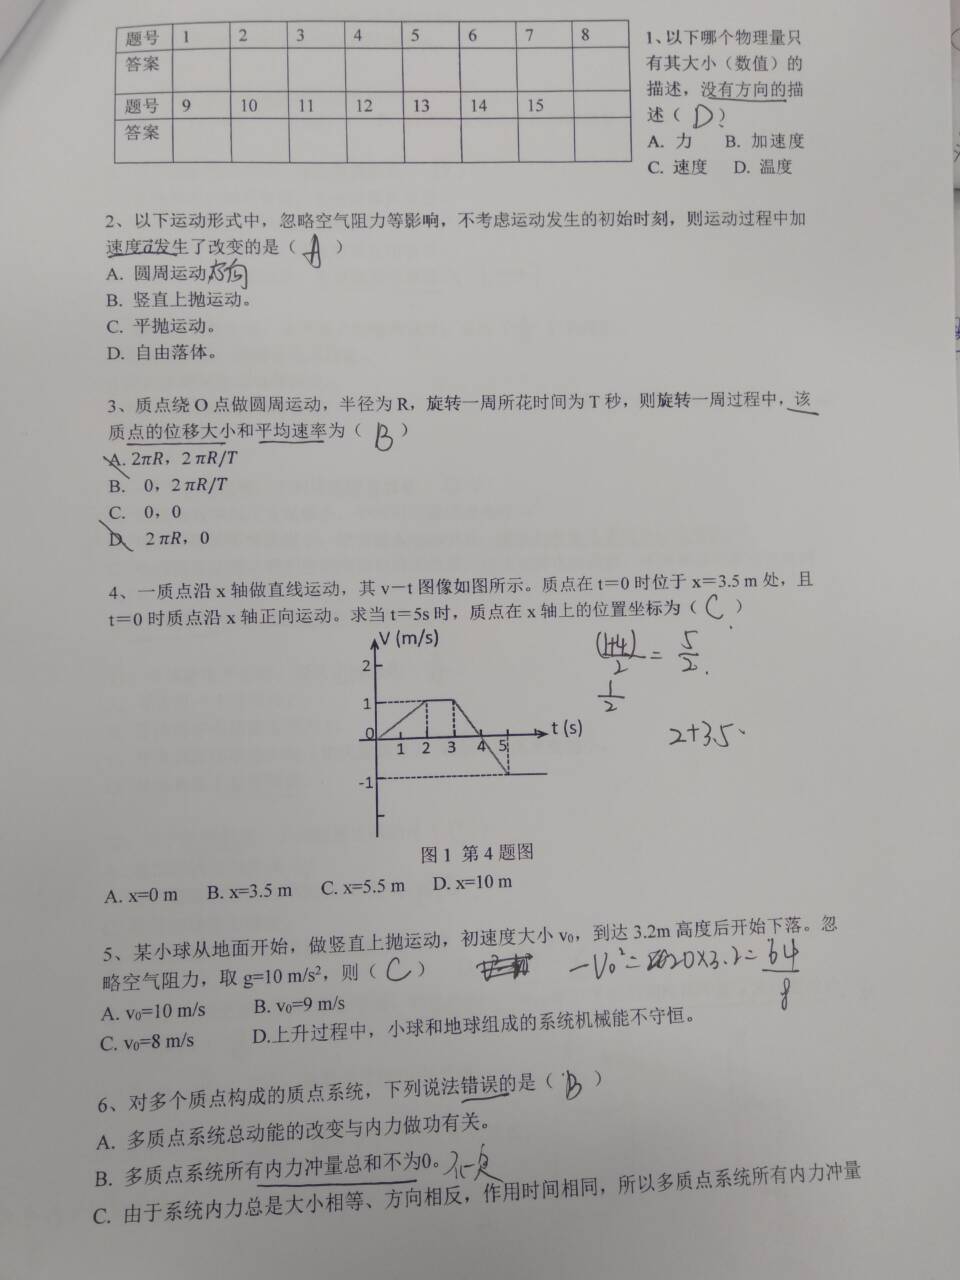 题号 1 2 3 4 5 6 7 8
答案
题号 9 10 11 12 13 14 15
答案
1、以下哪个物理量只
有其大小（数值）的
描述，没有方向的描
述（ D ）
A. 力 B. 加速度
C. 速度 D. 温度
2、以下运动形式中，忽略空气阻力等影响，不考虑运动发生的初始时刻，则运动过程中加
速度a发生了改变的是（ A ）
A. 圆周运动 方向
B. 竖直上抛运动。
C. 平抛运动。
D. 自由落体。
3、质点绕 O 点做圆周运动，半径为 R，旋转一周所花时间为 T 秒，则旋转一周过程中，该
质点的位移大小和平均速率为（ B ）
A. 2πR，2 πR/T
B. 0，2 πR/T
C. 0，0
D. 2 πR，0
4、一质点沿 x 轴做直线运动，其 v－t 图像如图所示。质点在 t＝0 时位于 x＝3.5 m 处，且
t＝0 时质点沿 x 轴正向运动。求当 t＝5s 时，质点在 x 轴上的位置坐标为（ C ）
V (m/s)
2
1
0
1 2 3 4 5
t (s)
-1
(1+4)/2 = 5/2
1/2
2+3.5
图 1 第 4 题图
A. x=0 m B. x=3.5 m C. x=5.5 m D. x=10 m
5、某小球从地面开始，做竖直上抛运动，初速度大小 v₀，到达 3.2m 高度后开始下落。忽
略空气阻力，取 g=10 m/s²，则（ C ）
-V₀²= 20×3.2= 64
8
A. v₀=10 m/s B. v₀=9 m/s
C. v₀=8 m/s D.上升过程中，小球和地球组成的系统机械能不守恒。
6、对多个质点构成的质点系统，下列说法错误的是（ B ）
A. 多质点系统总动能的改变与内力做功有关。
B. 多质点系统所有内力冲量总和不为0。
C. 由于系统内力总是大小相等、方向相反，作用时间相同，所以多质点系统所有内力冲量